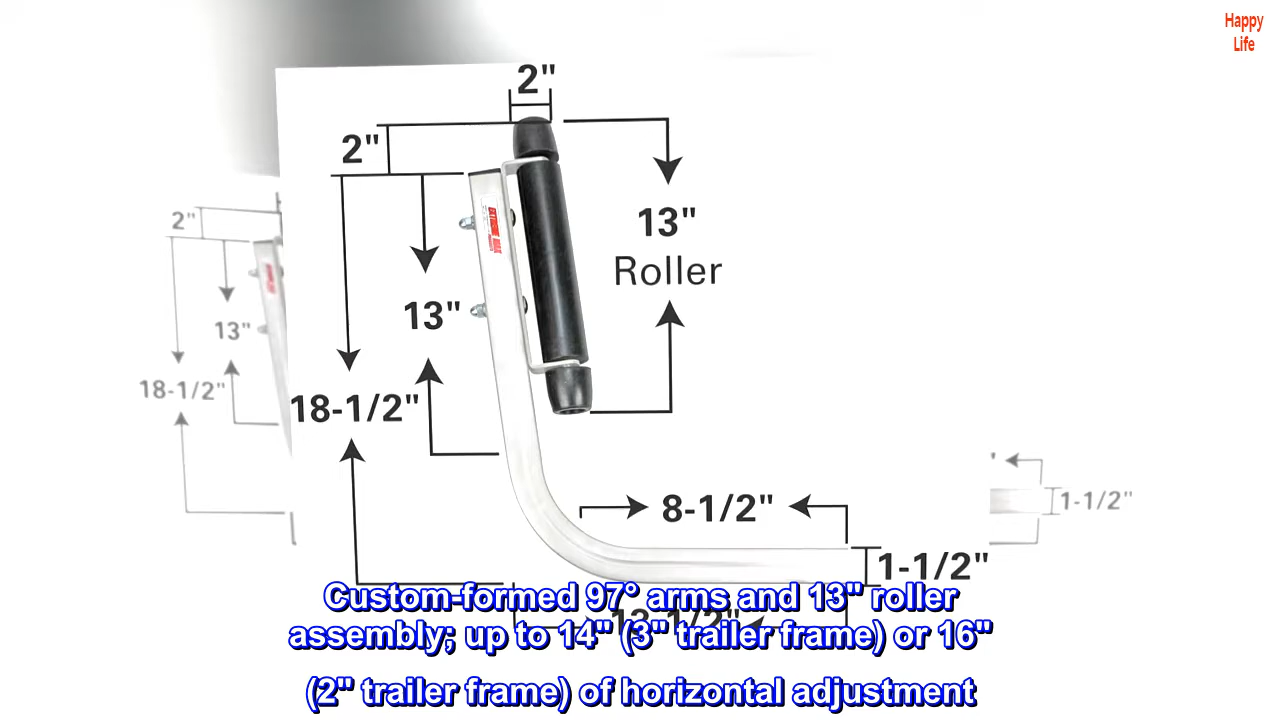 Happy
Life
2"
2"
13"
Roller
13"
18-1/2"
8-1/2"
1-1/2"
2"
13"
18-1/2"
1-1/2"
Custom-formed 97° arms and 13" roller
assembly; up to 14" (3" trailer frame) or 16"
(2" trailer frame) of horizontal adjustment